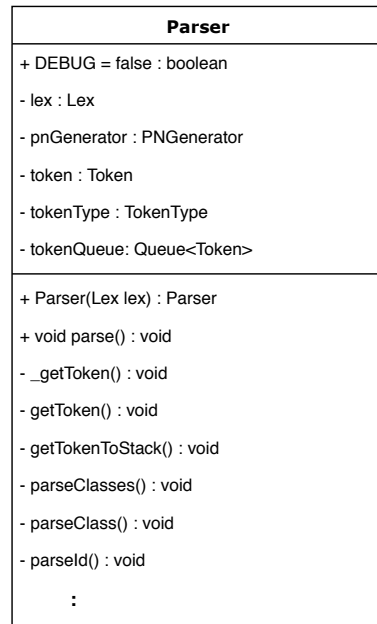 Parser
+ DEBUG = false : boolean
- lex : Lex
- pnGenerator : PNGenerator
- token : Token
- tokenType : TokenType
- tokenQueue: Queue<Token>
+ Parser(Lex lex) : Parser
+ void parse() : void
- _getToken() : void
- getToken() : void
- getTokenToStack() : void
- parseClasses() : void
- parseClass() : void
- parseId() : void
: